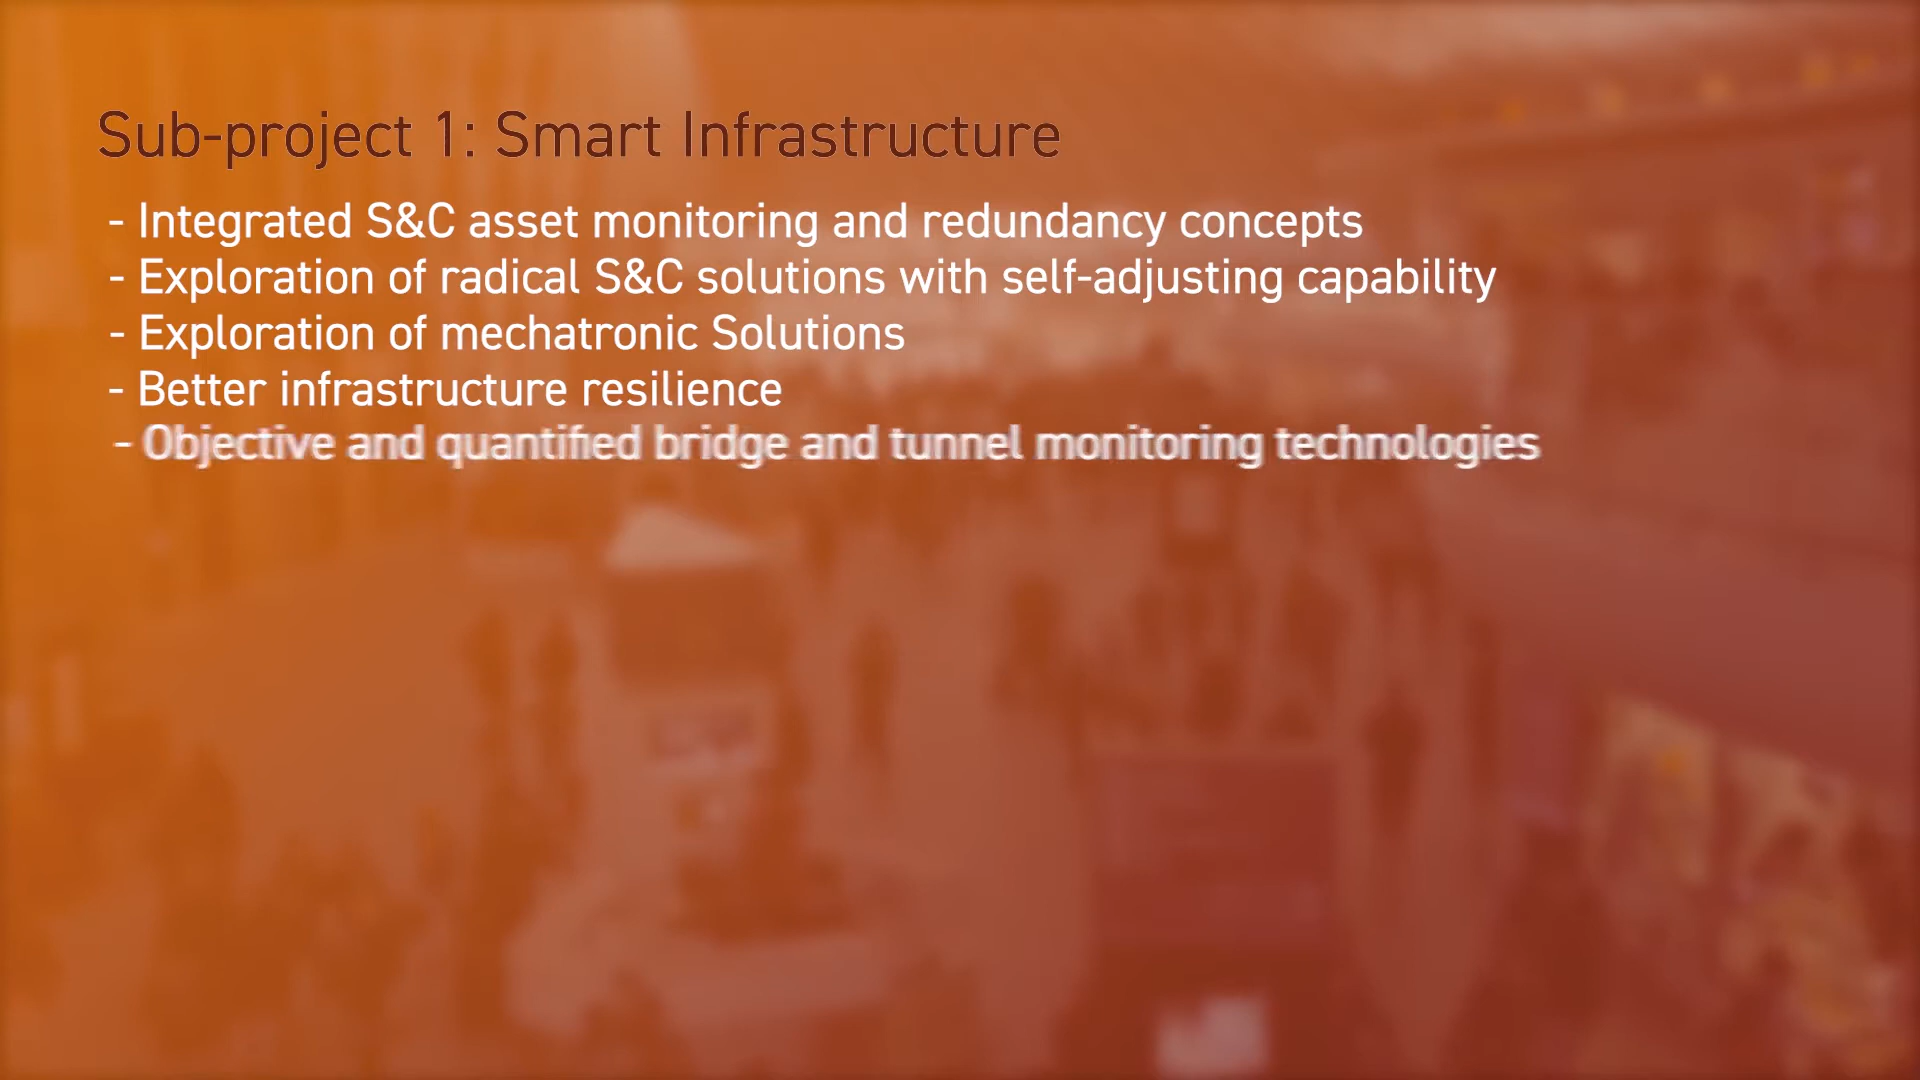 Sub-project 1: Smart Infrastructure
- Integrated S&C asset monitoring and redundancy concepts
- Exploration of radical S&C solutions with self-adjusting capability
- Exploration of mechatronic Solutions
- Better infrastructure resilience
- Objective and quantified bridge and tunnel monitoring technologies